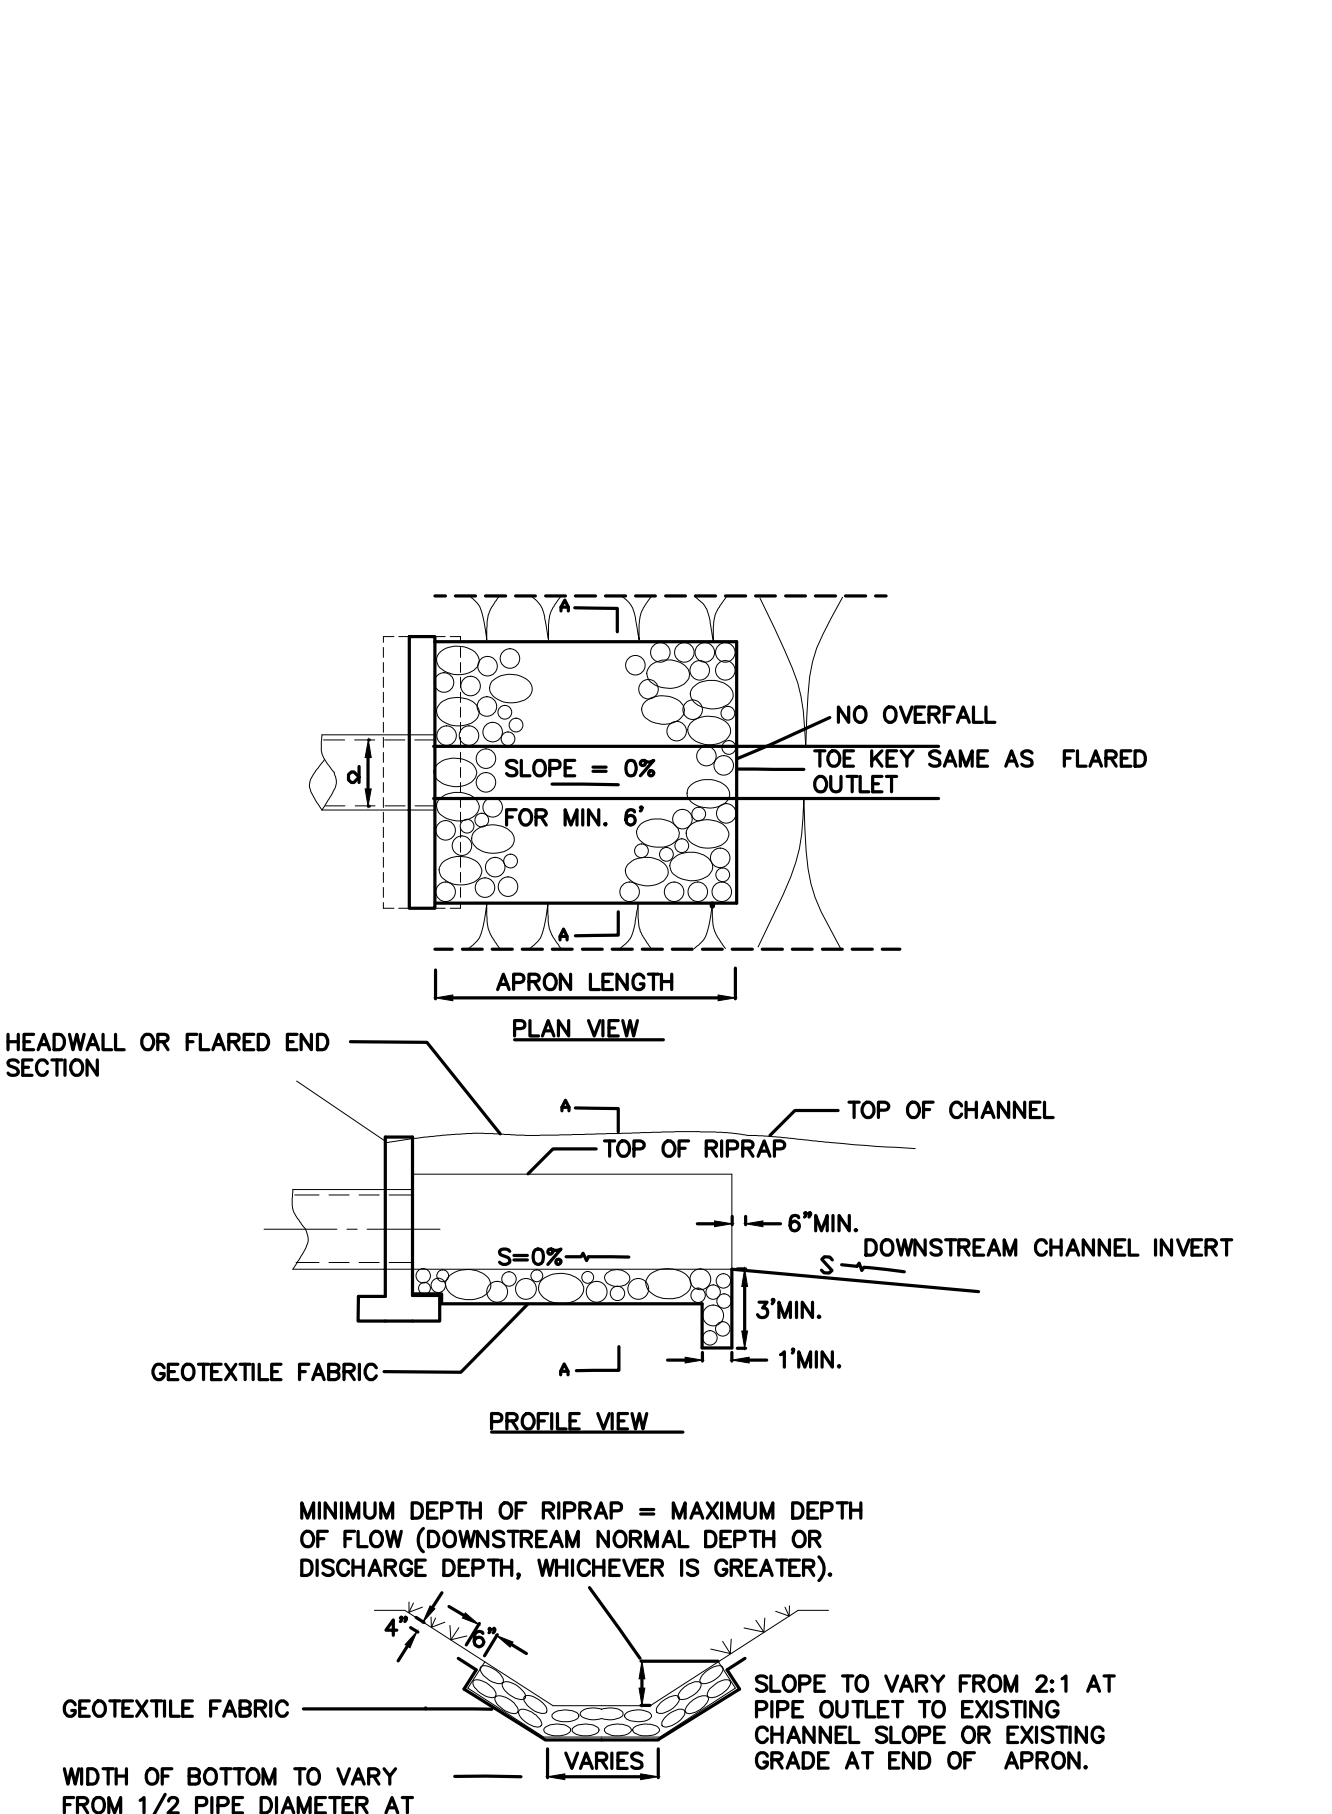 A
NO OVERFALL
TOE KEY SAME AS FLARED
OUTLET
d
SLOPE = 0%
FOR MIN. 6'
A
APRON LENGTH
PLAN VIEW
HEADWALL OR FLARED END
SECTION
A
TOP OF CHANNEL
TOP OF RIPRAP
6"MIN.
DOWNSTREAM CHANNEL INVERT
S=0%
S
3'MIN.
1'MIN.
GEOTEXTILE FABRIC
A
PROFILE VIEW
MINIMUM DEPTH OF RIPRAP = MAXIMUM DEPTH
OF FLOW (DOWNSTREAM NORMAL DEPTH OR
DISCHARGE DEPTH, WHICHEVER IS GREATER).
4"
6"
GEOTEXTILE FABRIC
SLOPE TO VARY FROM 2:1 AT
PIPE OUTLET TO EXISTING
CHANNEL SLOPE OR EXISTING
GRADE AT END OF APRON.
VARIES
WIDTH OF BOTTOM TO VARY
FROM 1/2 PIPE DIAMETER AT